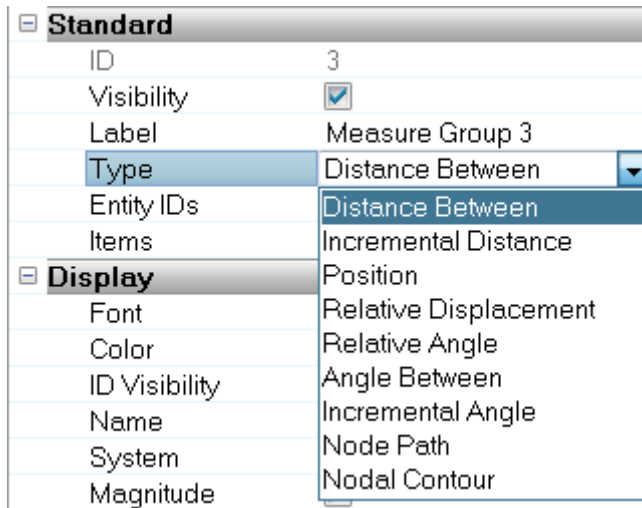 Standard
ID 3
Visibility
Label Measure Group 3
Type Distance Between
Entity IDs Distance Between
Items Incremental Distance
Display Position
Font Relative Displacement
Color Relative Angle
ID Visibility Angle Between
Name Incremental Angle
System Node Path
Magnitude Nodal Contour